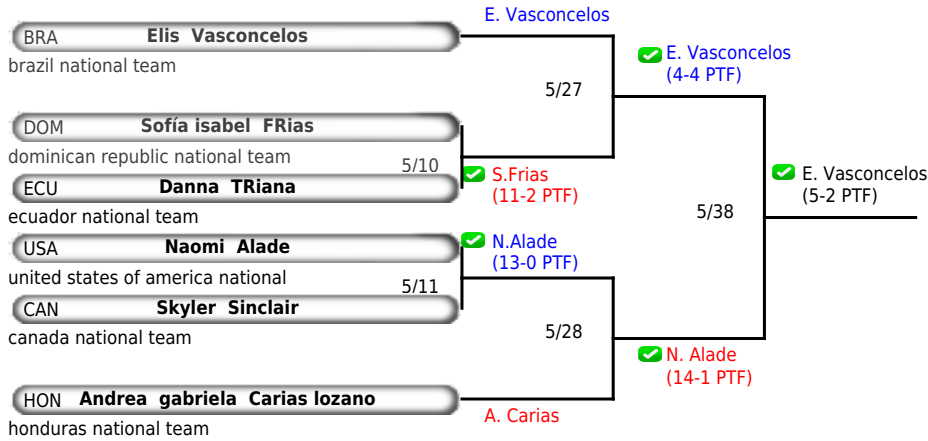 E. Vasconcelos
BRA Elis Vasconcelos
brazil national team
E. Vasconcelos
(4-4 PTF)
5/27
DOM Sofía isabel FRias
dominican republic national team
5/10
S.Frias
(11-2 PTF)
ECU Danna TRiana
ecuador national team
E. Vasconcelos
(5-2 PTF)
5/38
USA Naomi Alade
united states of america national
N.Alade
(13-0 PTF)
5/11
CAN Skyler Sinclair
canada national team
5/28
N. Alade
(14-1 PTF)
HON Andrea gabriela Carias lozano
honduras national team
A. Carias